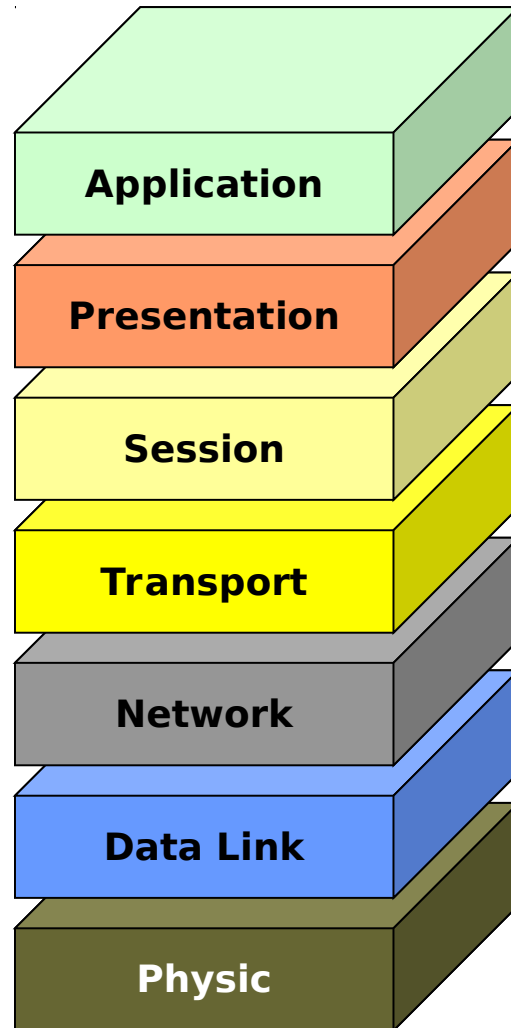 Application
Presentation
Session
Transport
Network
Data Link
Physic